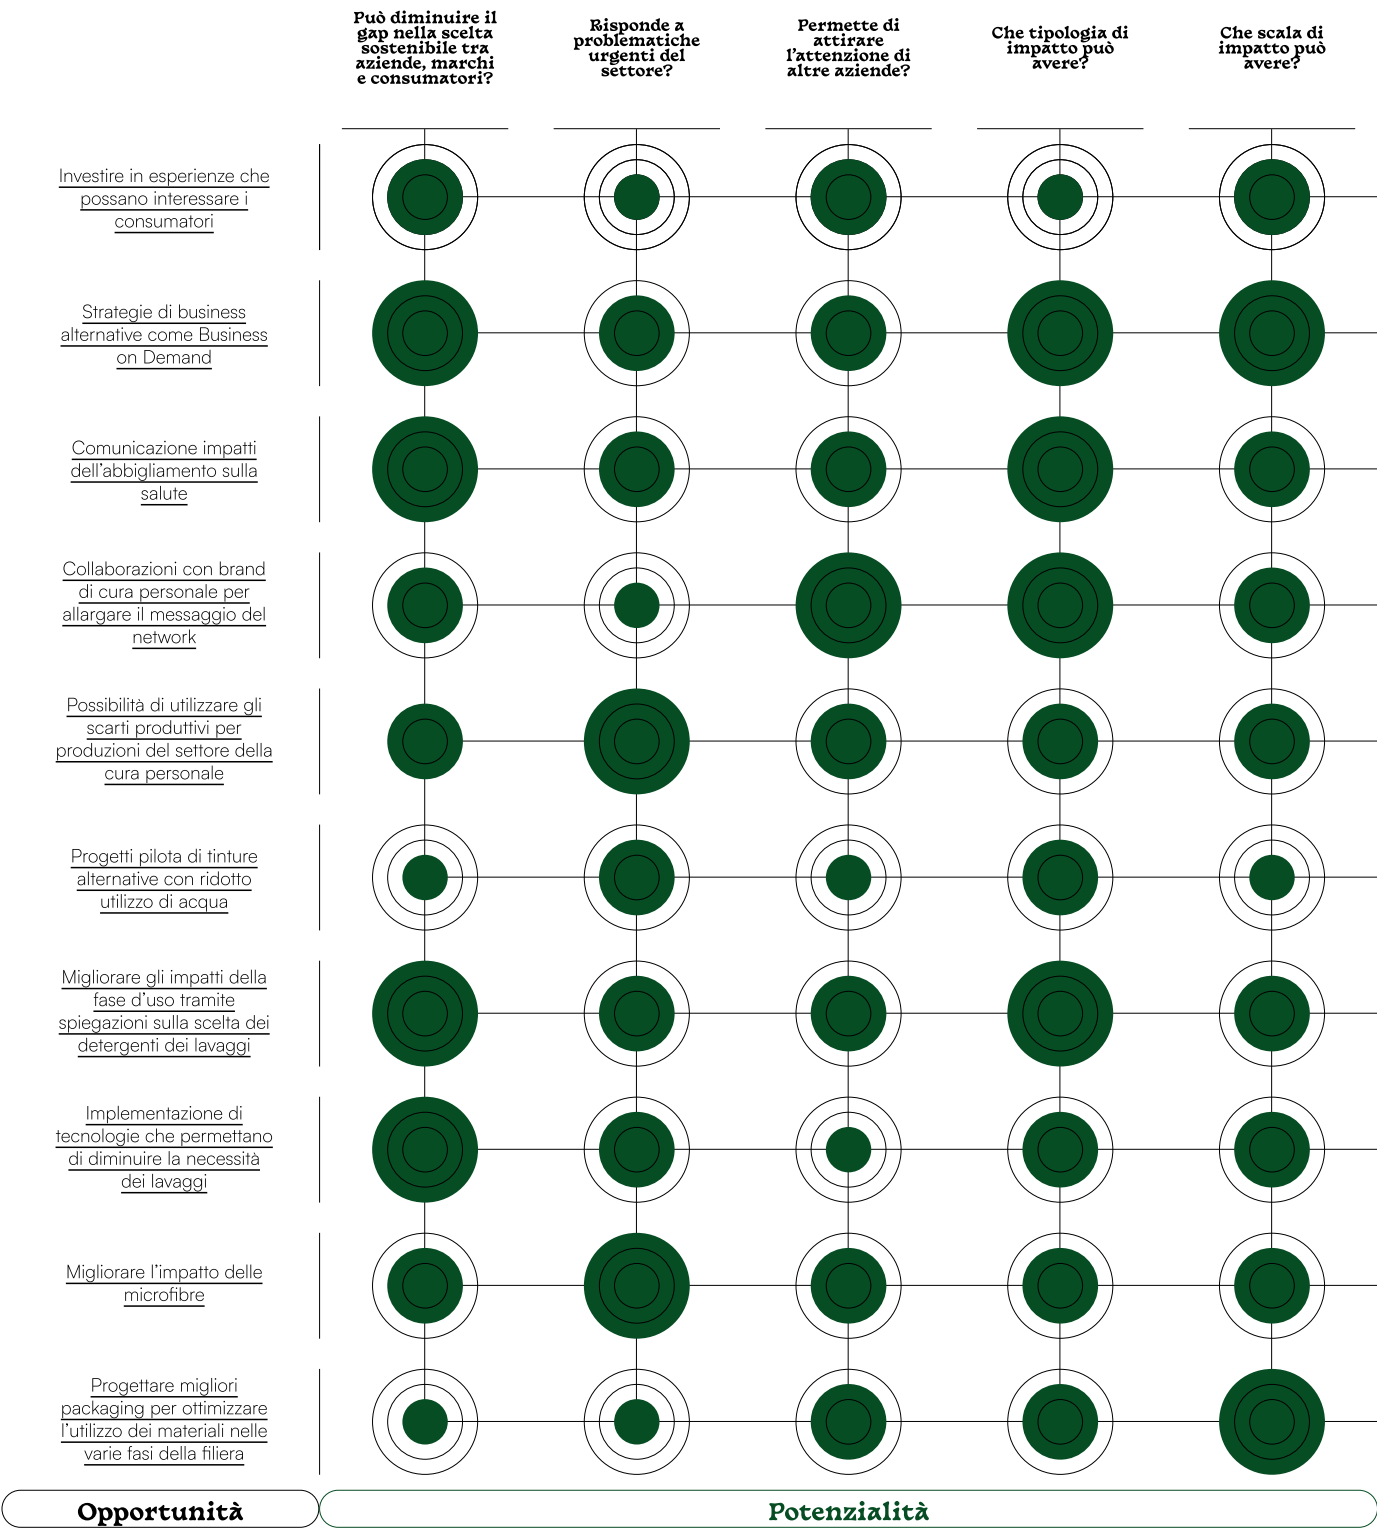 Può diminuire il
gap nella scelta
sostenibile tra
aziende, marchi
e consumatori?
Risponde a
problematiche
urgenti del
settore?
Permette di
attirare
l'attenzione di
altre aziende?
Che tipologia di
impatto può
avere?
Che scala di
impatto può
avere?
Investire in esperienze che
possano interessare i
consumatori
Strategie di business
alternative come Business
on Demand
Comunicazione impatti
dell'abbigliamento sulla
salute
Collaborazioni con brand
di cura personale per
allargare il messaggio del
network
Possibilità di utilizzare gli
scarti produttivi per
produzioni del settore della
cura personale
Progetti pilota di tinture
alternative con ridotto
utilizzo di acqua
Migliorare gli impatti della
fase d'uso tramite
spiegazioni sulla scelta dei
detergenti dei lavaggi
Implementazione di
tecnologie che permettano
di diminuire la necessità
dei lavaggi
Migliorare l'impatto delle
microfibre
Progettare migliori
packaging per ottimizzare
l'utilizzo dei materiali nelle
varie fasi della filiera
Opportunità
Potenzialità